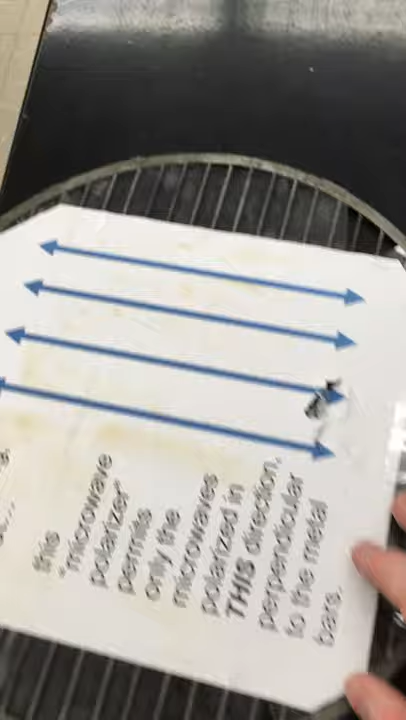 this
"microwave
polarizer"
permits
only the
microwaves
polarized in
THIS direction,
perpendicular
to the metal
bars.